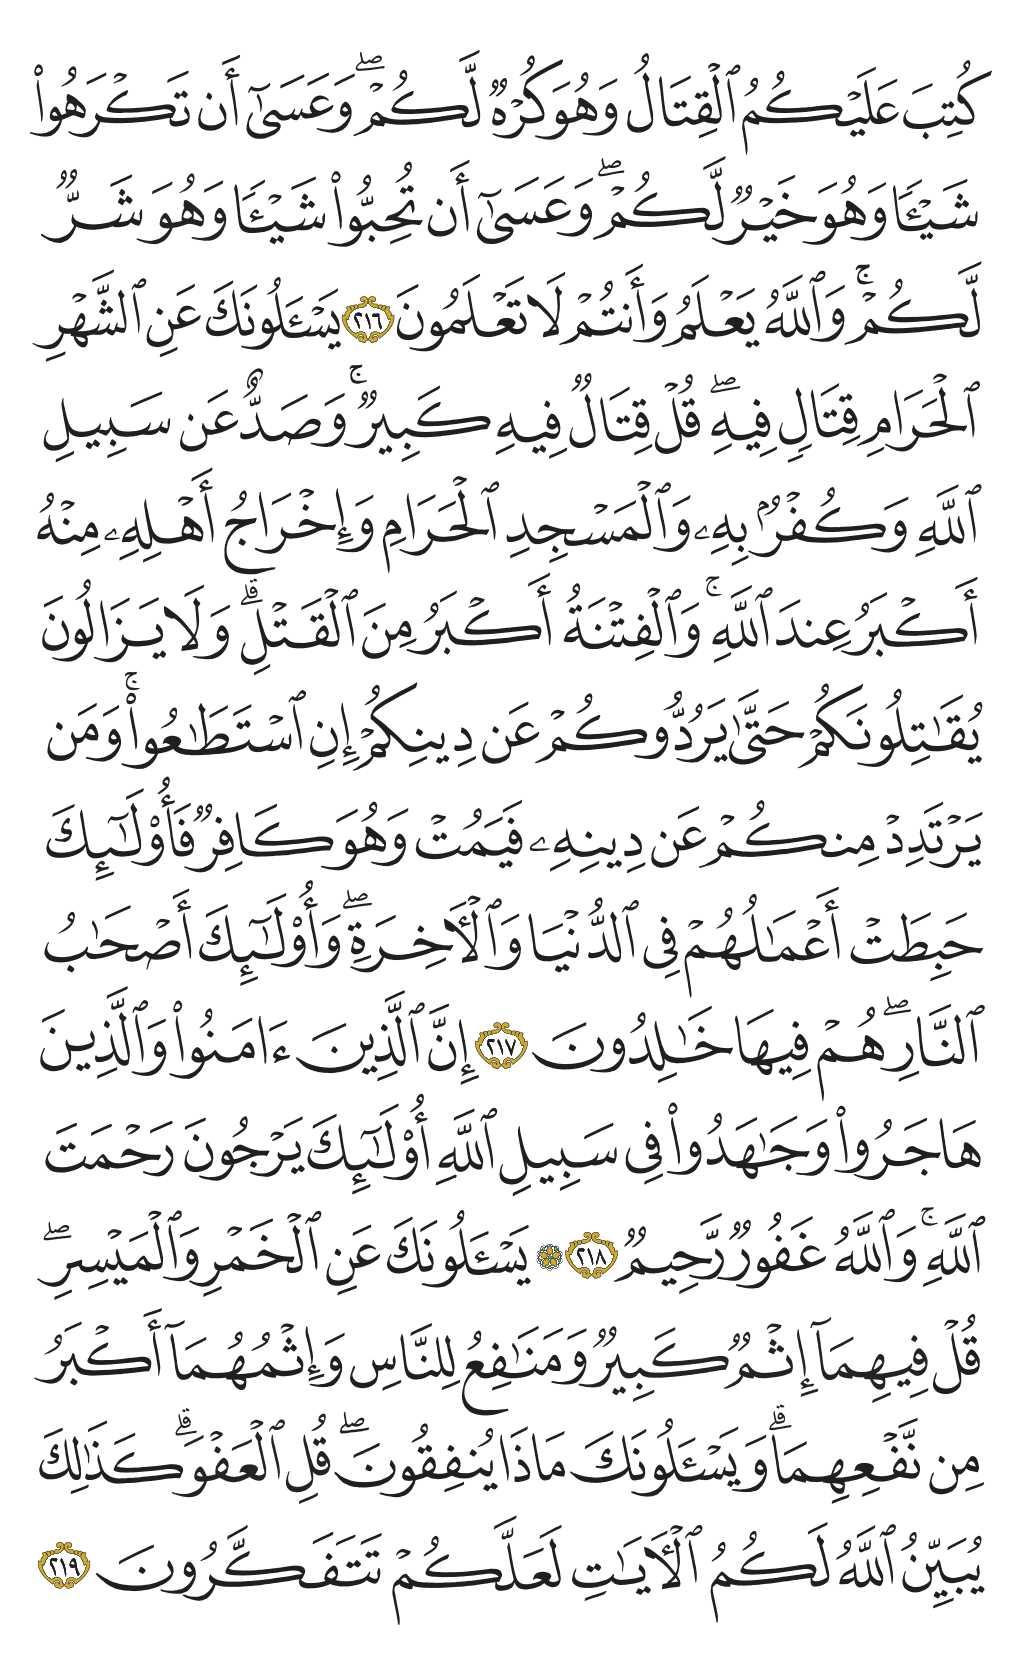 كُتِبَ عَلَيْكُمُ ٱلْقِتَالُ وَهُوَ كُرْهٌ لَّكُمْ ۖ وَعَسَىٰٓ أَن تَكْرَهُوا۟
شَيْـًٔا وَهُوَ خَيْرٌ لَّكُمْ ۖ وَعَسَىٰٓ أَن تُحِبُّوا۟ شَيْـًٔا وَهُوَ شَرٌّ
لَّكُمْ ۗ وَٱللَّهُ يَعْلَمُ وَأَنتُمْ لَا تَعْلَمُونَ ٢١٦ يَسْـَٔلُونَكَ عَنِ ٱلشَّهْرِ
ٱلْحَرَامِ قِتَالٍ فِيهِ ۖ قُلْ قِتَالٌ فِيهِ كَبِيرٌ ۚ وَصَدٌّ عَن سَبِيلِ
ٱللَّهِ وَكُفْرٌۢ بِهِۦ وَٱلْمَسْجِدِ ٱلْحَرَامِ وَإِخْرَاجُ أَهْلِهِۦ مِنْهُ
أَكْبَرُ عِندَ ٱللَّهِ ۚ وَٱلْفِتْنَةُ أَكْبَرُ مِنَ ٱلْقَتْلِ ۗ وَلَا يَزَالُونَ
يُقَـٰتِلُونَكُمْ حَتَّىٰ يَرُدُّوكُمْ عَن دِينِكُمْ إِنِ ٱسْتَطَـٰعُوا۟ ۚ وَمَن
يَرْتَدِدْ مِنكُمْ عَن دِينِهِۦ فَيَمُتْ وَهُوَ كَافِرٌ فَأُو۟لَـٰٓئِكَ
حَبِطَتْ أَعْمَـٰلُهُمْ فِى ٱلدُّنْيَا وَٱلْـَٔاخِرَةِ ۖ وَأُو۟لَـٰٓئِكَ أَصْحَـٰبُ
ٱلنَّارِ ۖ هُمْ فِيهَا خَـٰلِدُونَ ٢١٧ إِنَّ ٱلَّذِينَ ءَامَنُوا۟ وَٱلَّذِينَ
هَاجَرُوا۟ وَجَـٰهَدُوا۟ فِى سَبِيلِ ٱللَّهِ أُو۟لَـٰٓئِكَ يَرْجُونَ رَحْمَتَ
ٱللَّهِ ۚ وَٱللَّهُ غَفُورٌ رَّحِيمٌ ٢١٨ ۞ يَسْـَٔلُونَكَ عَنِ ٱلْخَمْرِ وَٱلْمَيْسِرِ ۖ
قُلْ فِيهِمَآ إِثْمٌ كَبِيرٌ وَمَنَـٰفِعُ لِلنَّاسِ وَإِثْمُهُمَآ أَكْبَرُ
مِن نَّفْعِهِمَا ۗ وَيَسْـَٔلُونَكَ مَاذَا يُنفِقُونَ ۖ قُلِ ٱلْعَفْوَ ۗ كَذَٰلِكَ
يُبَيِّنُ ٱللَّهُ لَكُمُ ٱلْـَٔايَـٰتِ لَعَلَّكُمْ تَتَفَكَّرُونَ ٢١٩